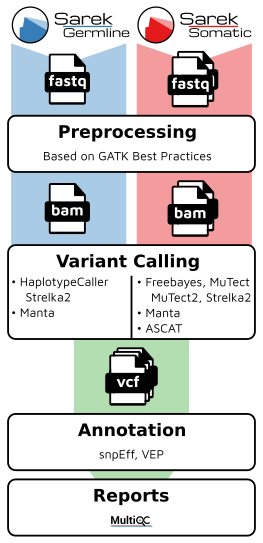 Sarek
Germline
Sarek
Somatic
fastq
fastq
Preprocessing
Based on GATK Best Practices
bam
bam
Variant Calling
• HaplotypeCaller
Strelka2
• Manta
• Freebayes, MuTect
MuTect2, Strelka2
• Manta
• ASCAT
vcf
Annotation
snpEff, VEP
Reports
MultiQC